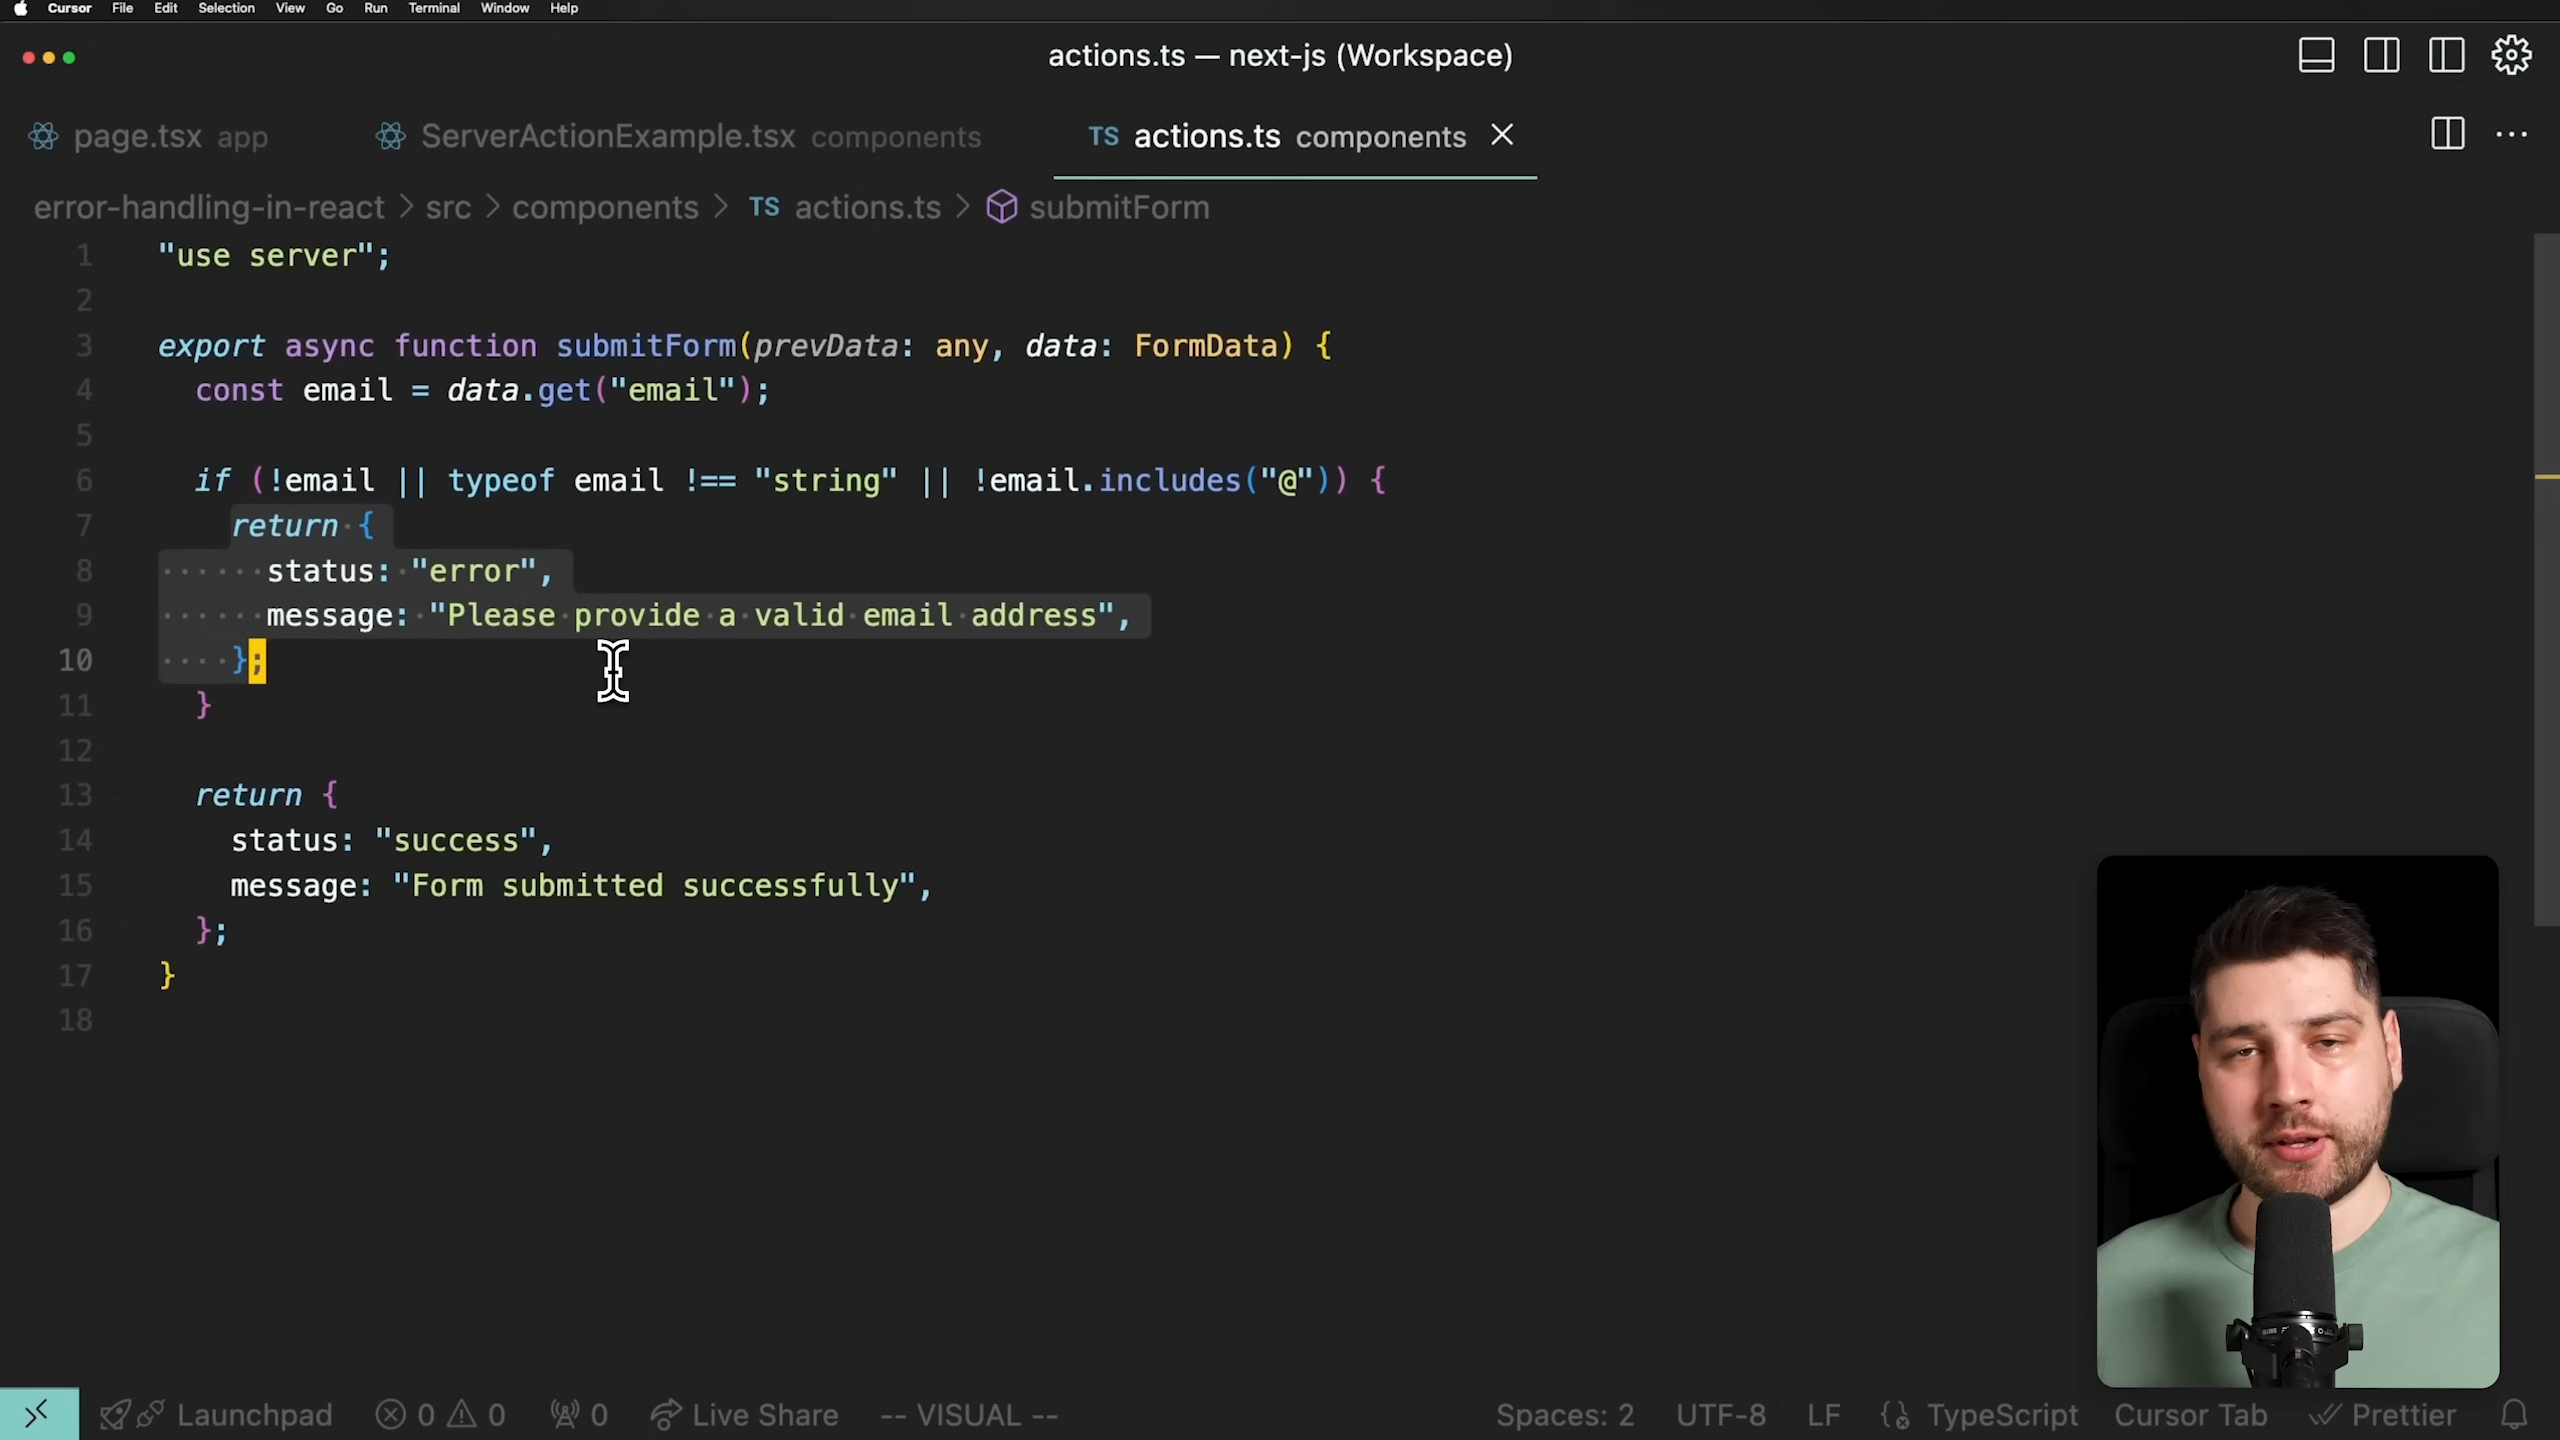 Cursor File Edit Selection View Go Run Terminal Window Help
actions.ts — next-js (Workspace)
page.tsx app ServerActionExample.tsx components TS actions.ts components
error-handling-in-react > src > components > TS actions.ts > submitForm
1 "use server";
2
3 export async function submitForm(prevData: any, data: FormData) {
4 const email = data.get("email");
5
6 if (!email || typeof email !== "string" || !email.includes("@")) {
7 return {
8 status: "error",
9 message: "Please provide a valid email address",
10 };
11 }
12
13 return {
14 status: "success",
15 message: "Form submitted successfully",
16 };
17 }
18
Launchpad 0 0 0 Live Share -- VISUAL -- Spaces: 2 UTF-8 LF TypeScript Cursor Tab Prettier